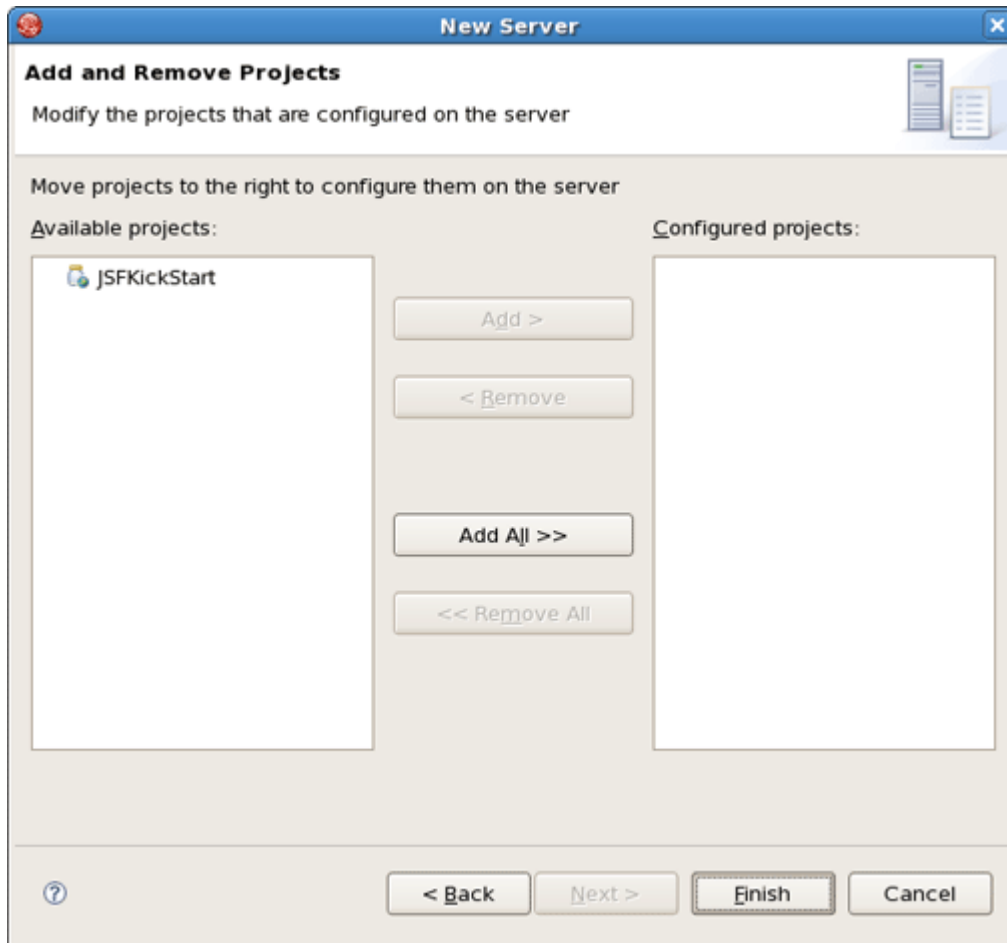 New Server
Add and Remove Projects
Modify the projects that are configured on the server
Move projects to the right to configure them on the server
Available projects:
Configured projects:
JSFKickStart
Add >
< Remove
Add All >>
<< Remove All
?
< Back
Next >
Finish
Cancel